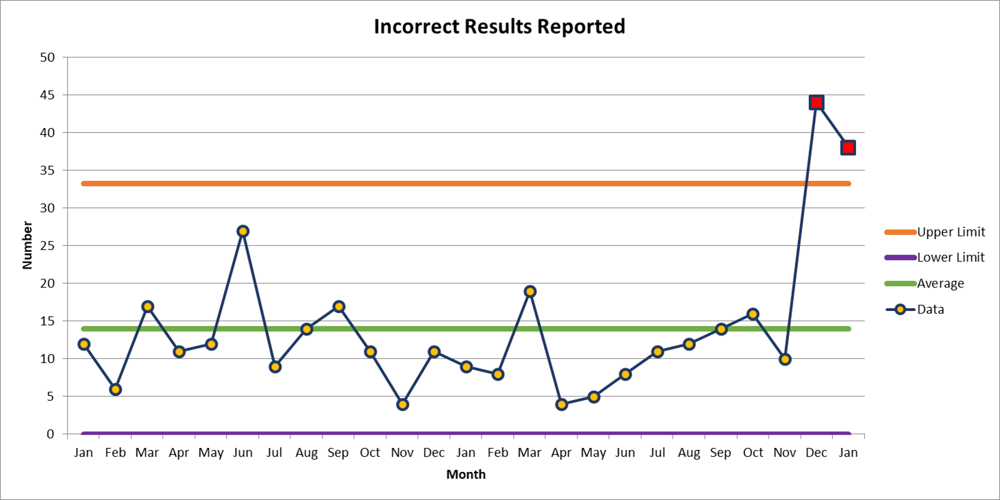 Incorrect Results Reported
50
45
40
35
30
25
20
15
10
5
0
Number
Jan Feb Mar Apr May Jun Jul Aug Sep Oct Nov Dec Jan Feb Mar Apr May Jun Jul Aug Sep Oct Nov Dec Jan
Month
Upper Limit
Lower Limit
Average
Data